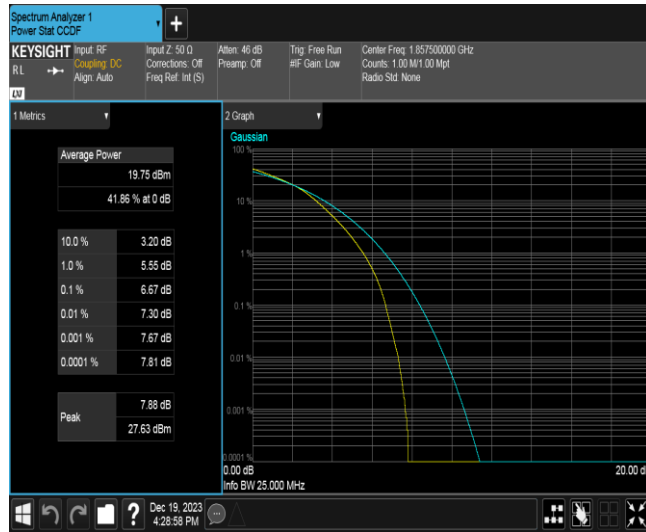 Spectrum Analyzer 1
Power Stat CCDF
+
KEYSIGHT
RL
LXI
Input: RF
Coupling: DC
Align: Auto
Input Z: 50 Ω
Corrections: Off
Freq Ref: Int (S)
Atten: 46 dB
Preamp: Off
Trig: Free Run
#IF Gain: Low
Center Freq: 1.857500000 GHz
Counts: 1.00 M/1.00 Mpt
Radio Std: None
1 Metrics
Average Power
19.75 dBm
41.86 % at 0 dB
10.0 % 3.20 dB
1.0 % 5.55 dB
0.1 % 6.67 dB
0.01 % 7.30 dB
0.001 % 7.67 dB
0.0001 % 7.81 dB
Peak
7.88 dB
27.63 dBm
2 Graph
Gaussian
100 %
10 %
1 %
0.1 %
0.01 %
0.001 %
0.0001 %
0.00 dB
20.00 d
Info BW 25.000 MHz
?
Dec 19, 2023
4:28:58 PM